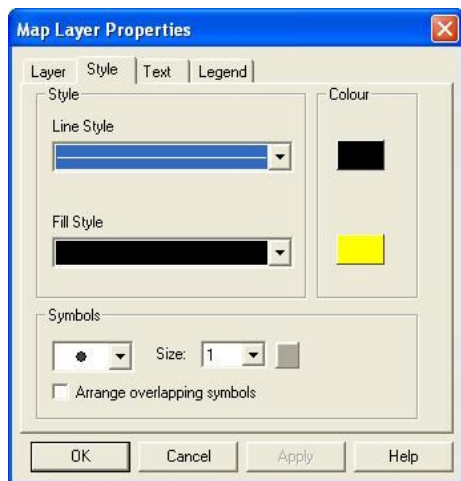 Map Layer Properties
Layer Style Text Legend
Style Colour
Line Style
Fill Style
Symbols
Size: 1
Arrange overlapping symbols
OK Cancel Apply Help